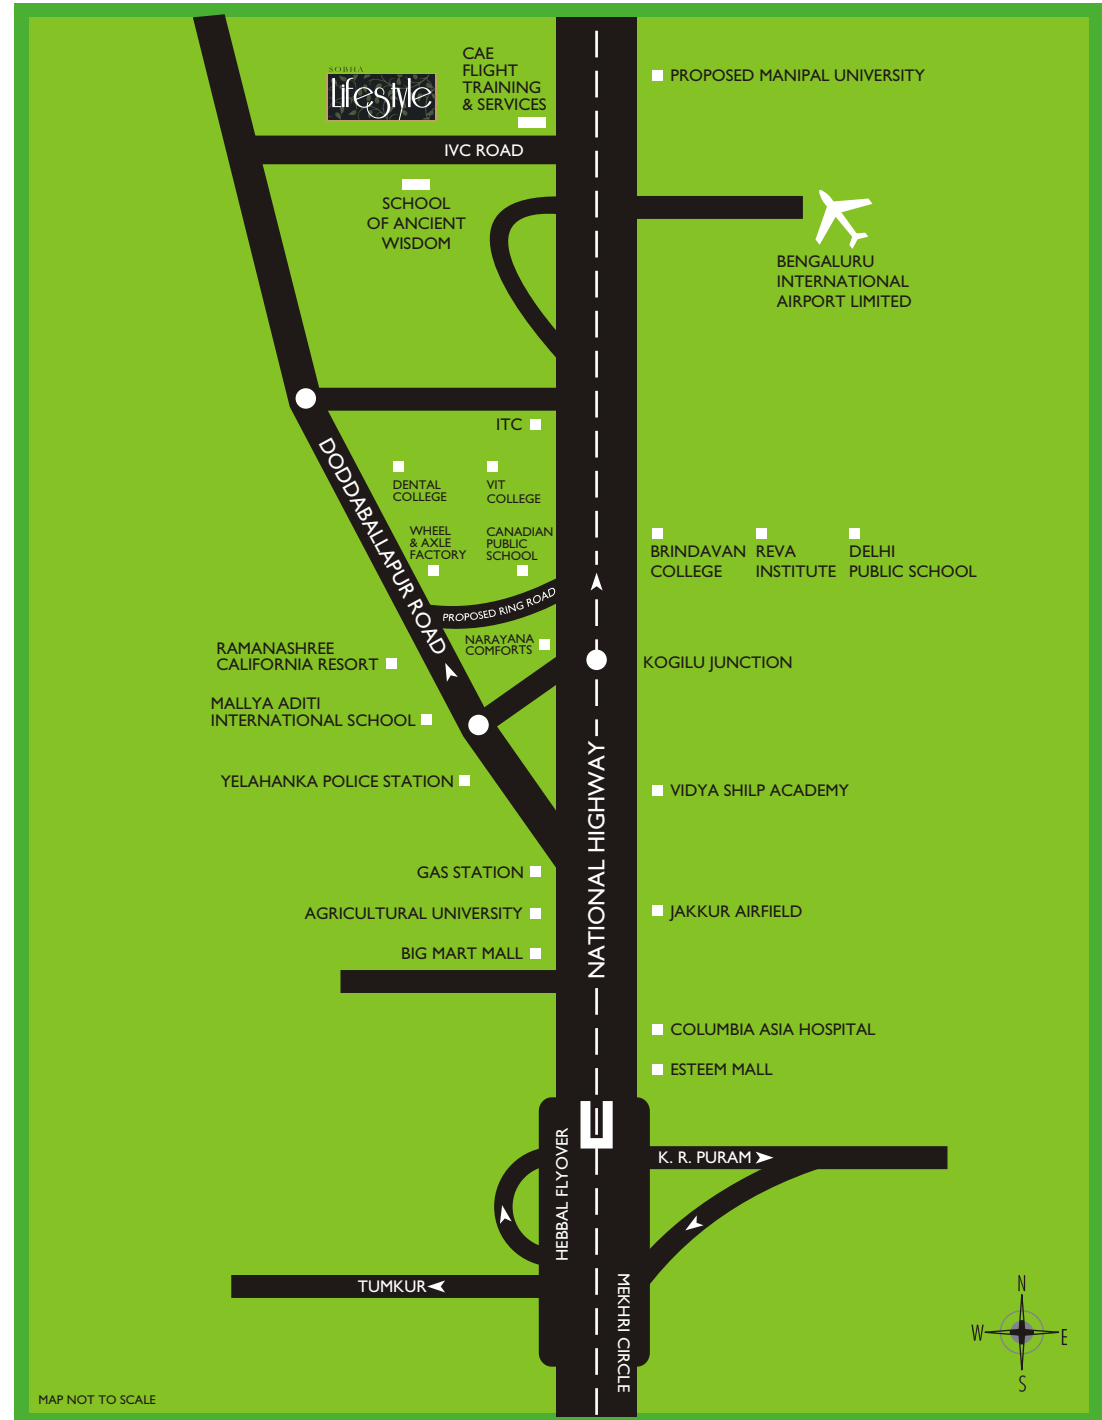 SOBHA
Lifestyle
CAE
FLIGHT
TRAINING
& SERVICES
PROPOSED MANIPAL UNIVERSITY
IVC ROAD
SCHOOL
OF ANCIENT
WISDOM
BENGALURU
INTERNATIONAL
AIRPORT LIMITED
ITC
DODDABALLAPUR ROAD
DENTAL
COLLEGE
VIT
COLLEGE
WHEEL
& AXLE
FACTORY
CANADIAN
PUBLIC
SCHOOL
BRINDAVAN
COLLEGE
REVA
INSTITUTE
DELHI
PUBLIC SCHOOL
PROPOSED RING ROAD
NARAYANA
COMFORTS
RAMANASHREE
CALIFORNIA RESORT
KOGILU JUNCTION
MALLYA ADITI
INTERNATIONAL SCHOOL
YELAHANKA POLICE STATION
VIDYA SHILP ACADEMY
NATIONAL HIGHWAY
GAS STATION
AGRICULTURAL UNIVERSITY
JAKKUR AIRFIELD
BIG MART MALL
COLUMBIA ASIA HOSPITAL
ESTEEM MALL
HEBBAL FLYOVER
K. R. PURAM
TUMKUR
MEKHRI CIRCLE
N
W
E
S
MAP NOT TO SCALE